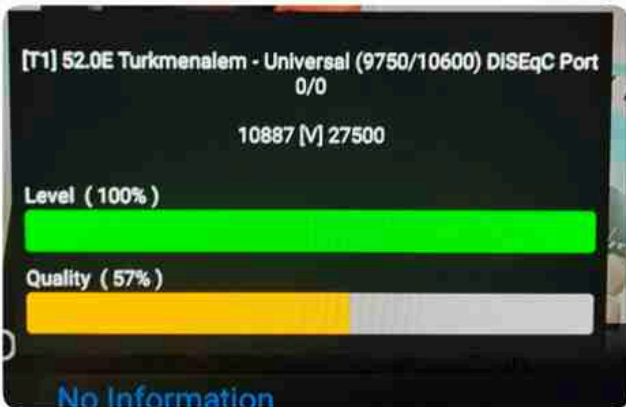 [T1] 52.0E Turkmenalem - Universal (9750/10600) DiSEqC Port
0/0
10887 [V] 27500
Level ( 100% )
Quality ( 57% )
No Information